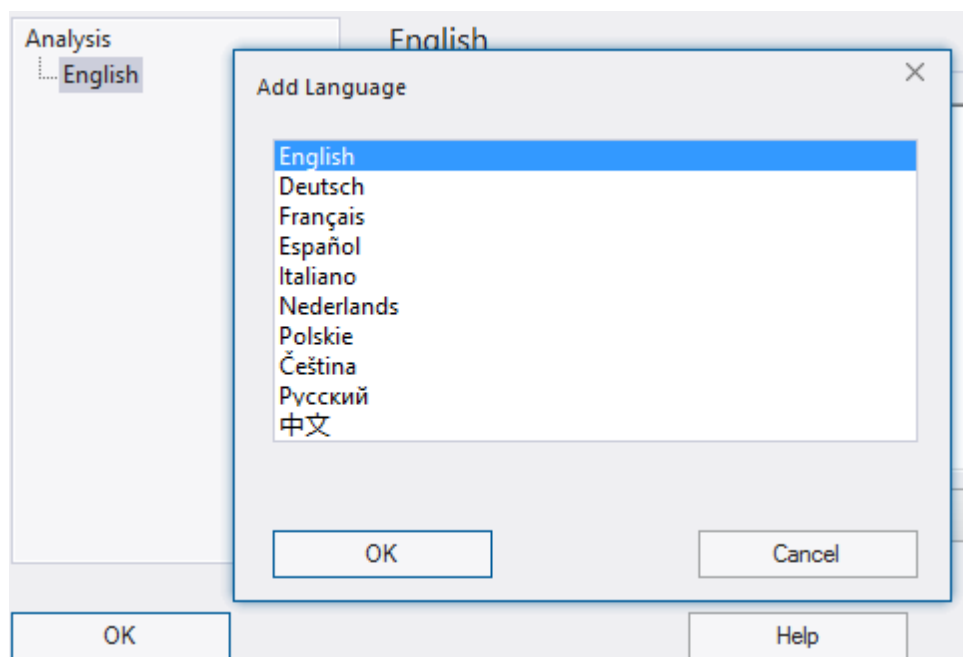 Analysis
English
English
Add Language
English
Deutsch
Français
Español
Italiano
Nederlands
Polskie
Čeština
Русский
中文
OK
Cancel
OK
Help